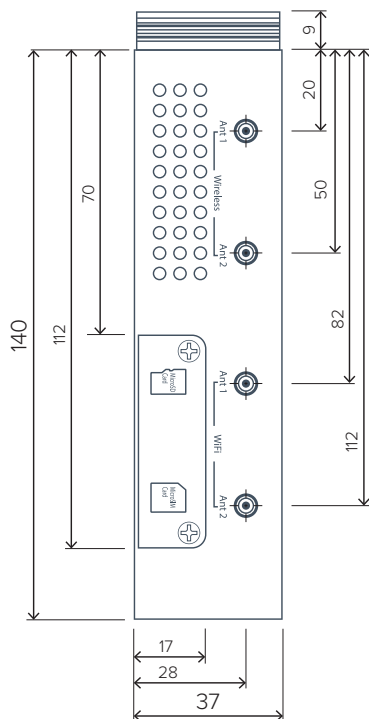 9
20
50
82
112
140
112
70
Ant 1
Wireless
Ant 2
Ant 1
WiFi
Ant 2
MicroSD
Card
MicroSIM
Card
17
28
37